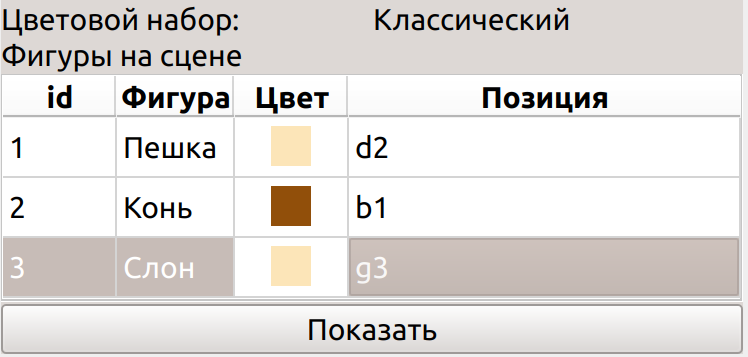 Цветовой набор: Классический
Фигуры на сцене
id Фигура Цвет Позиция
1 Пешка d2
2 Конь b1
3 Слон g3
Показать